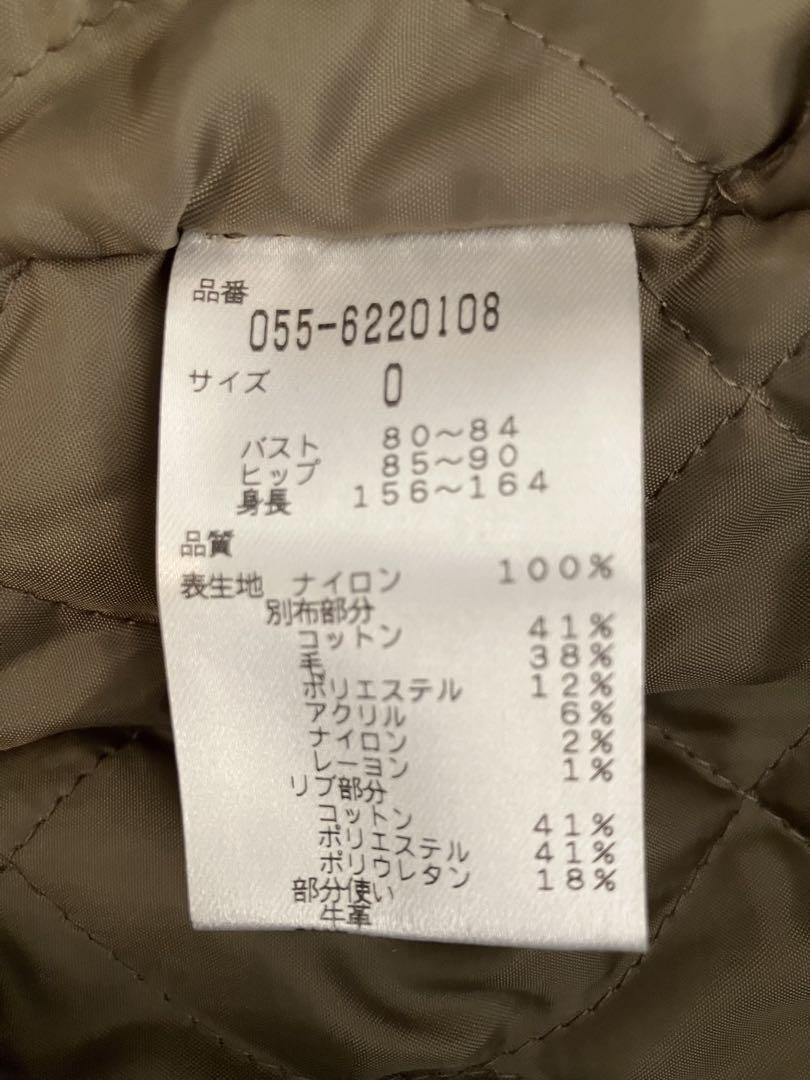 品番
055-6220108
サイズ 0
バスト 80～84
ヒップ 85～90
身長 156～164
品質
表生地 ナイロン 100%
別布部分
コットン 41%
毛 38%
ポリエステル 12%
アクリル 6%
ナイロン 2%
レーヨン 1%
リブ部分
コットン 41%
ポリエステル 41%
ポリウレタン 18%
部分使い
牛革